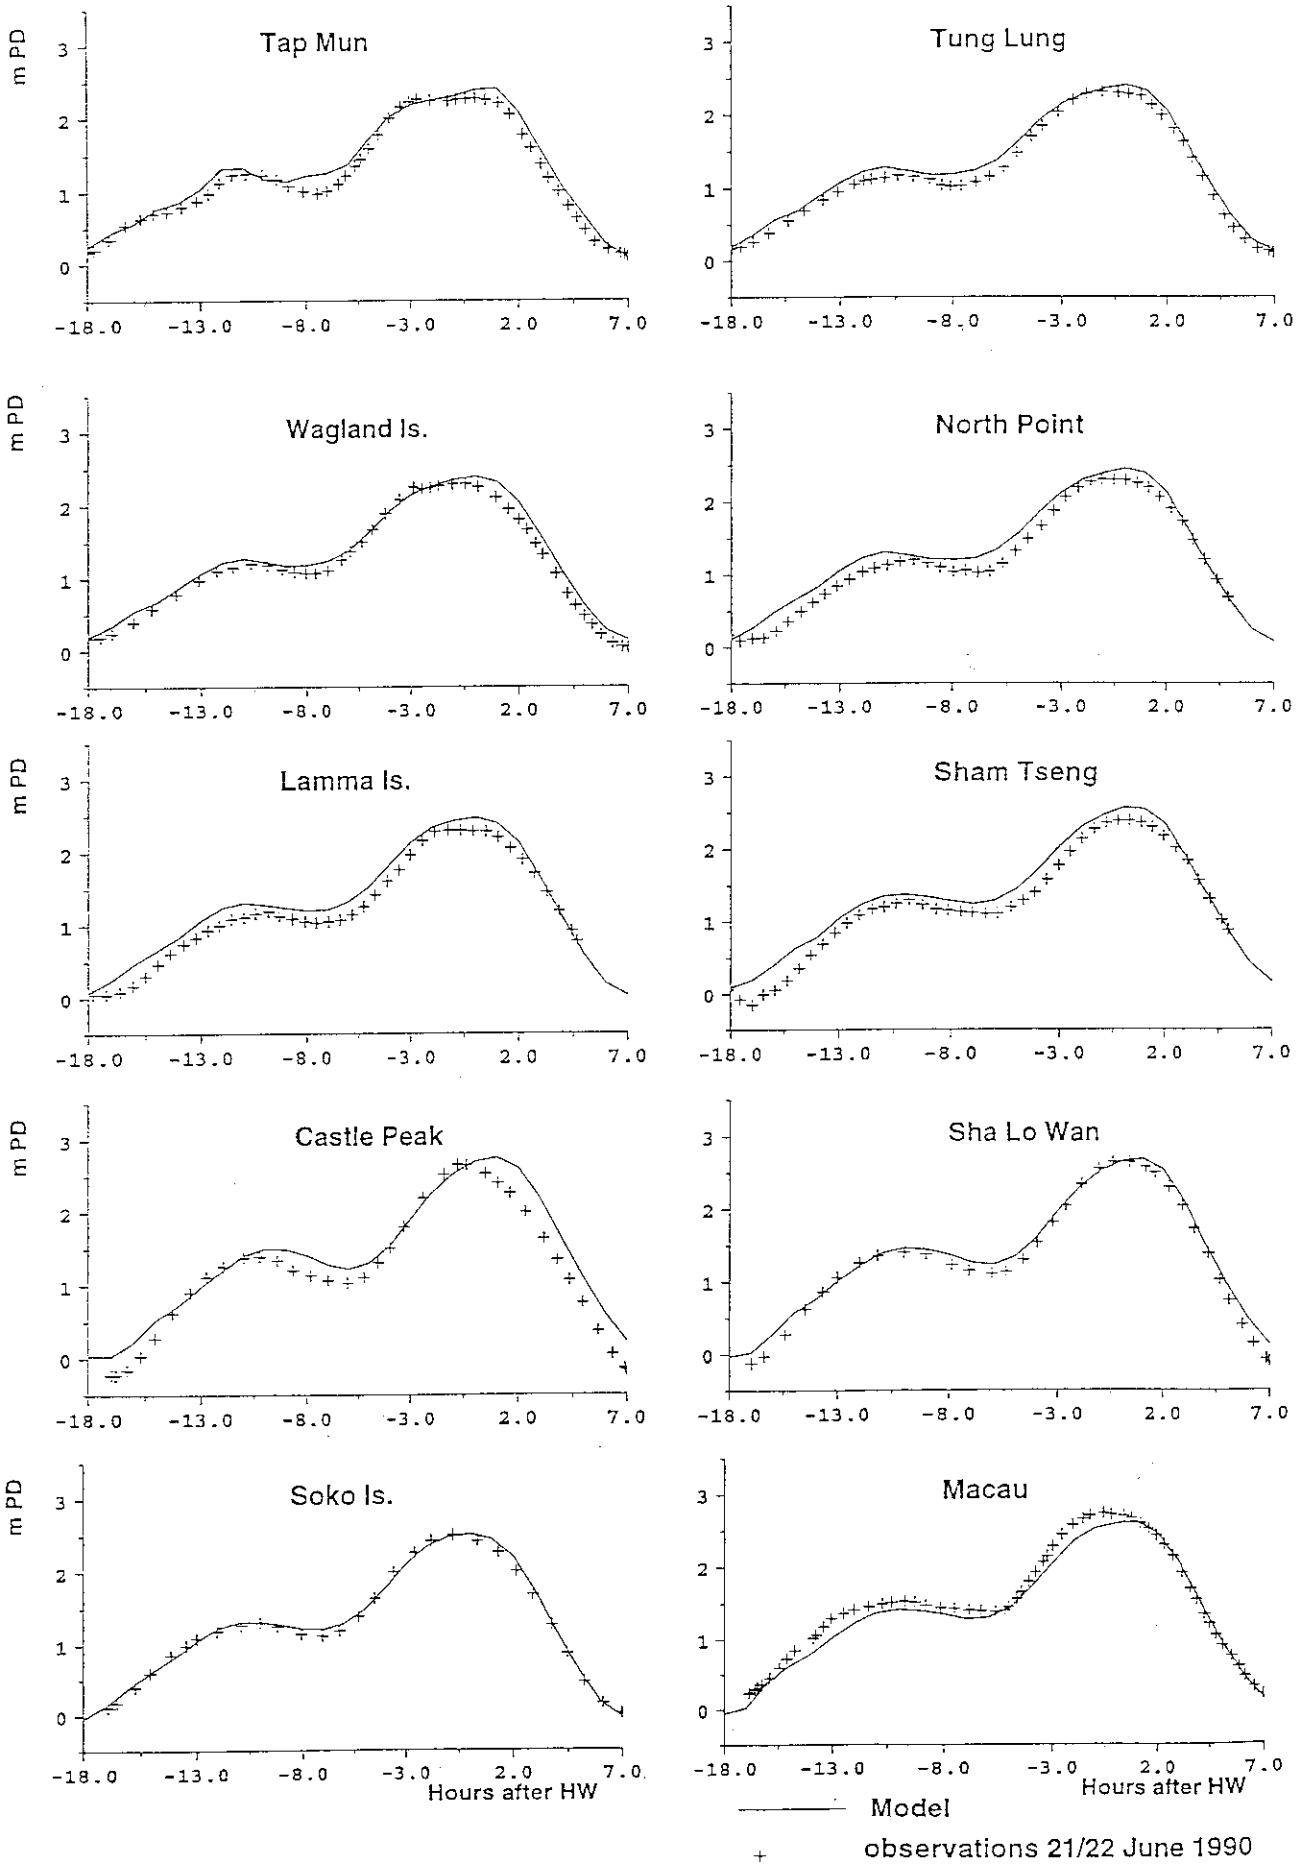 Tap Mun
Tung Lung
m PD
3
2
1
0
-18.0 -13.0 -8.0 -3.0 2.0 7.0
3
2
1
0
-18.0 -13.0 -8.0 -3.0 2.0 7.0
Wagland Is.
North Point
m PD
3
2
1
0
-18.0 -13.0 -8.0 -3.0 2.0 7.0
3
2
1
0
-18.0 -13.0 -8.0 -3.0 2.0 7.0
Lamma Is.
Sham Tseng
m PD
3
2
1
0
-18.0 -13.0 -8.0 -3.0 2.0 7.0
3
2
1
0
-18.0 -13.0 -8.0 -3.0 2.0 7.0
Castle Peak
Sha Lo Wan
m PD
3
2
1
0
-18.0 -13.0 -8.0 -3.0 2.0 7.0
3
2
1
0
-18.0 -13.0 -8.0 -3.0 2.0 7.0
Soko Is.
Macau
m PD
3
2
1
0
-18.0 -13.0 -8.0 -3.0 2.0 7.0
Hours after HW
3
2
1
0
-18.0 -13.0 -8.0 -3.0 2.0 7.0
Hours after HW
Model
+ observations 21/22 June 1990